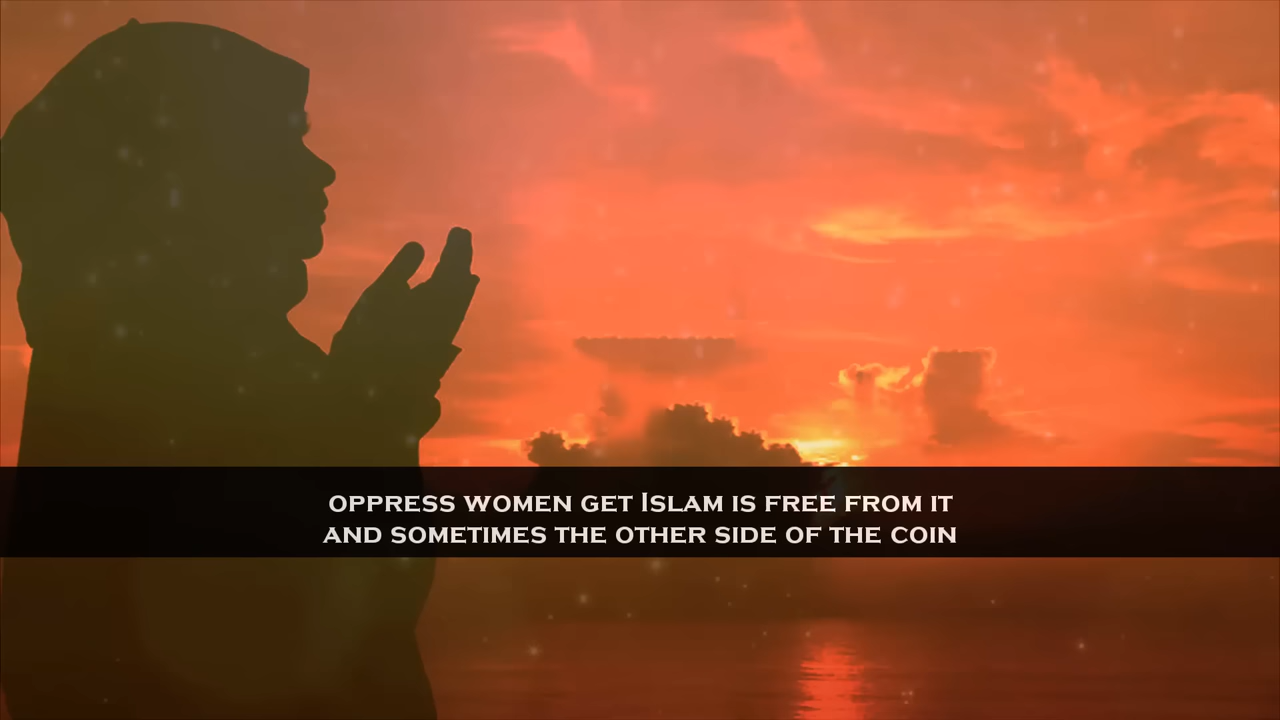 OPPRESS WOMEN GET ISLAM IS FREE FROM IT
AND SOMETIMES THE OTHER SIDE OF THE COIN